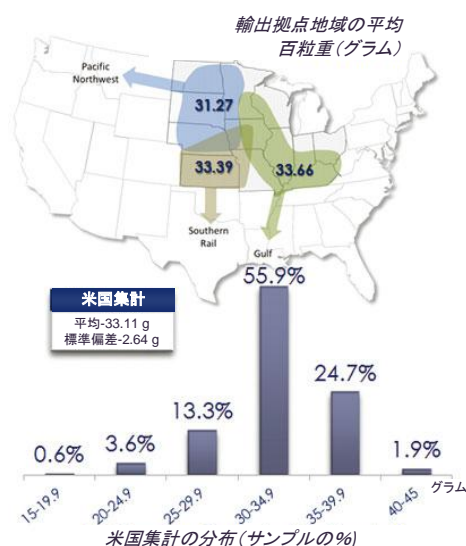 輸出拠点地域の平均
百粒重(グラム)
Pacific
Northwest
31.27
33.39
33.66
Southern
Rail
Gulf
米国集計
平均-33.11 g
標準偏差-2.64 g
0.6%
3.6%
13.3%
55.9%
24.7%
1.9%
15-19.9
20-24.9
25-29.9
30-34.9
35-39.9
40-45
グラム
米国集計の分布(サンプルの%)